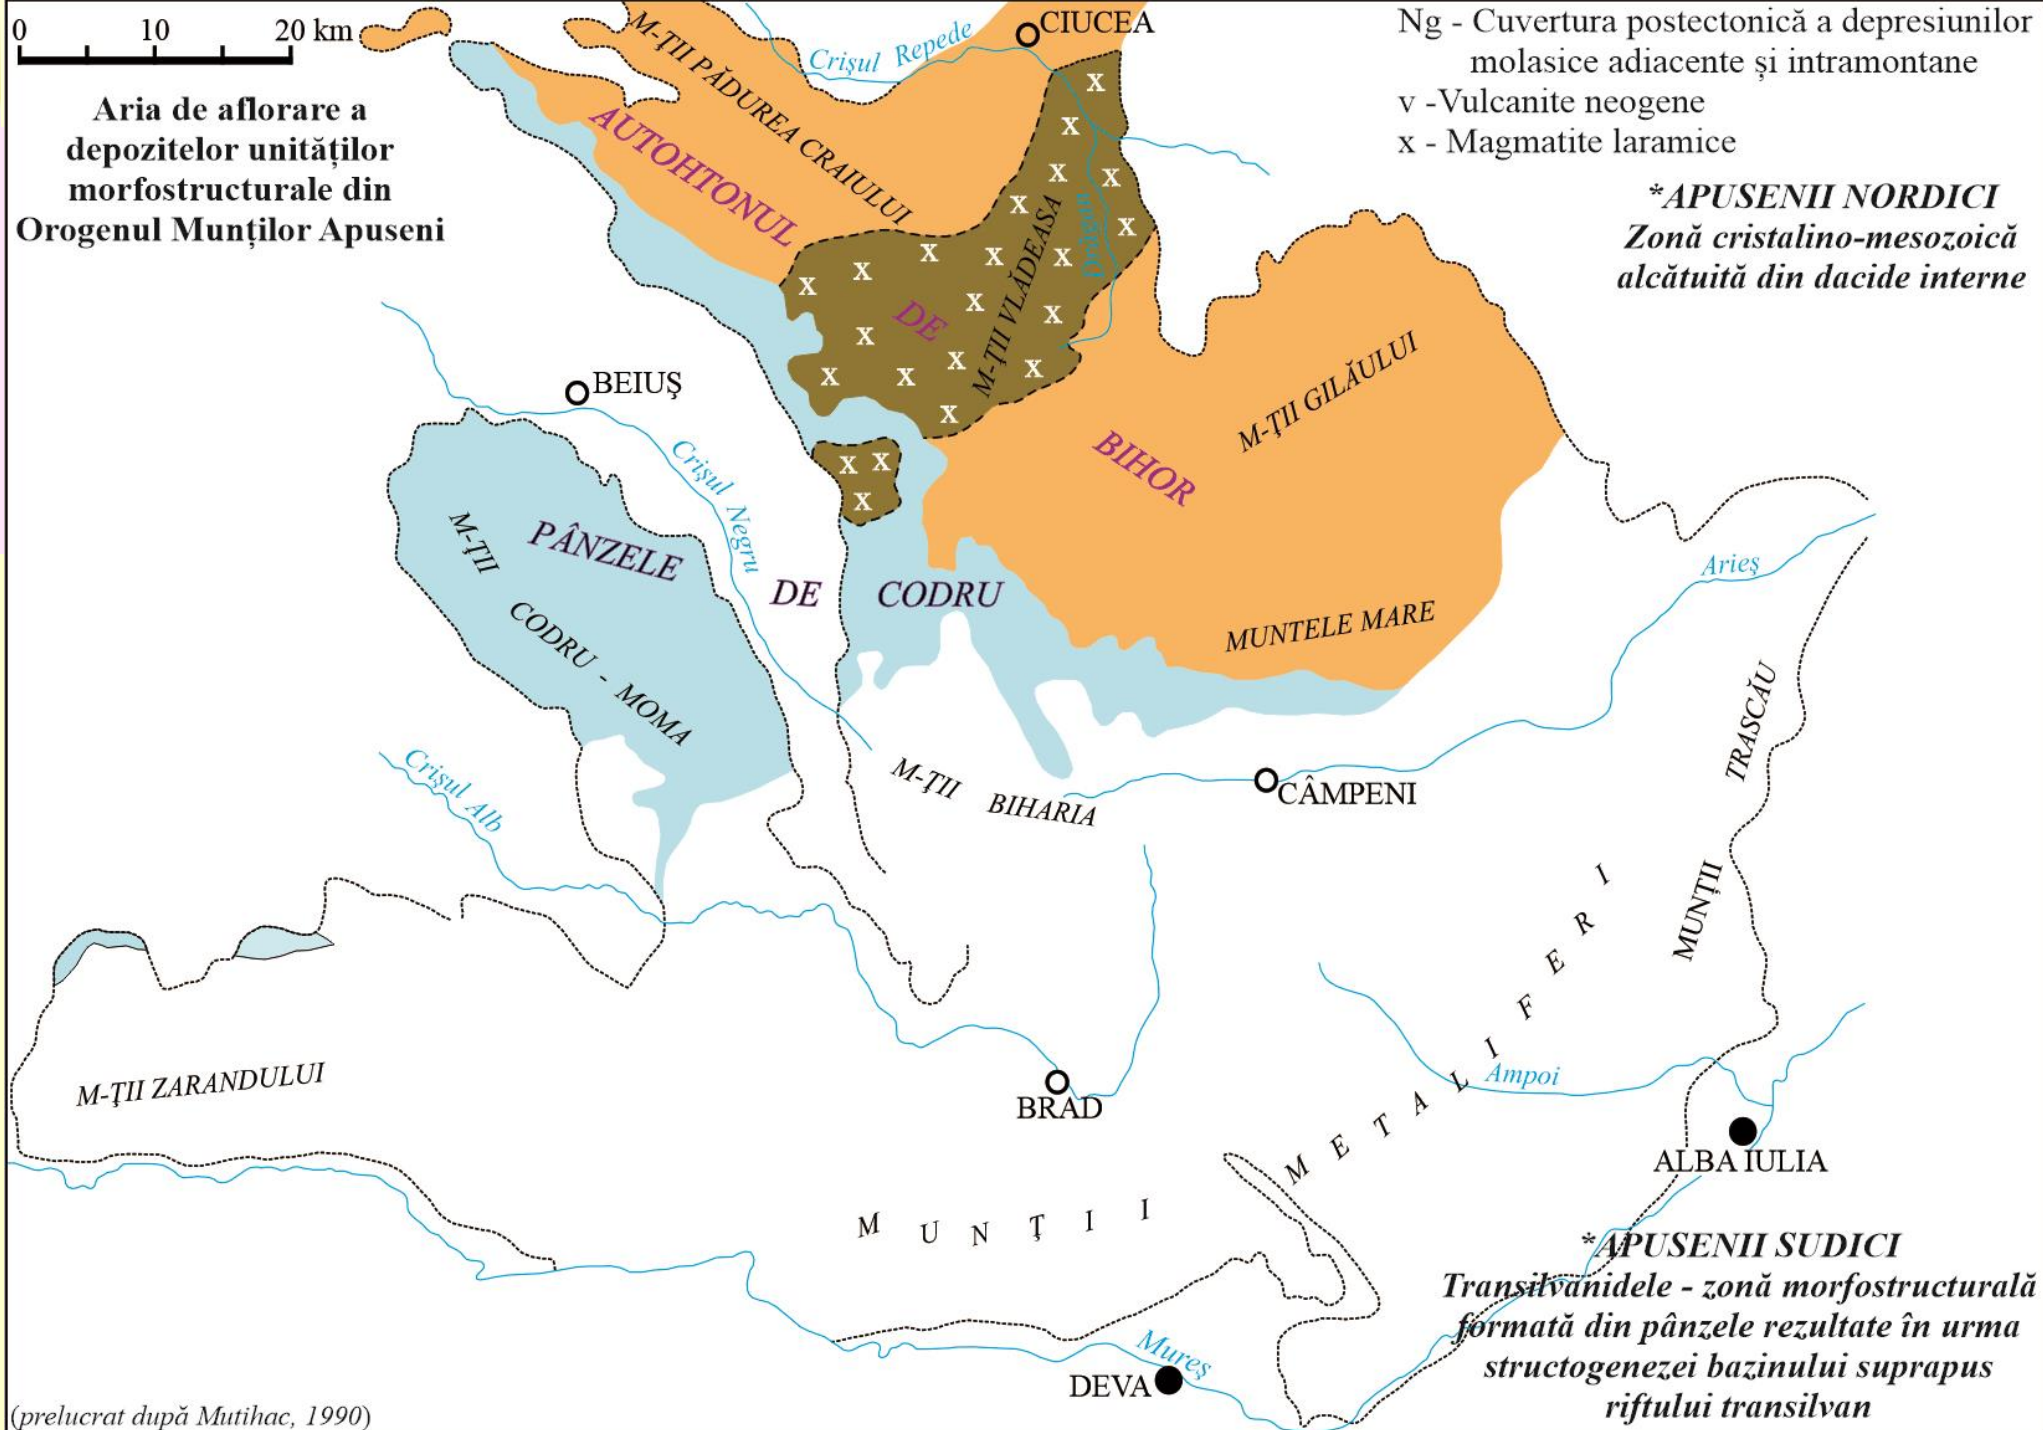 0 10 20 km
Aria de aflorare a
depozitelor unităților
morfostructurale din
Orogenul Munților Apuseni
Ng - Cuvertura postectonică a depresiunilor
molasice adiacente și intramontane
v -Vulcanite neogene
x - Magmatite laramice
*APUSENII NORDICI
Zonă cristalino-mesozoică
alcătuită din dacide interne
CIUCEA
Crişul Repede
M-ŢII PĂDUREA CRAIULUI
AUTOHTONUL
DE
BIHOR
M-ŢII VLĂDEASA
Drăgan
x x x x x x x x x x x x x x x x x x x x x
x x
x
M-ŢII GILĂULUI
BEIUŞ
Crişul Negru
PÂNZELE DE CODRU
M-ŢII CODRU - MOMA
MUNTELE MARE
Arieş
M-ŢII BIHARIA
CÂMPENI
MUNȚII TRASCĂU
Crişul Alb
M-ŢII ZARANDULUI
BRAD
MUNŢII METALIFERI
Ampoi
ALBA IULIA
Mureş
DEVA
*APUSENII SUDICI
Transilvanidele - zonă morfostructurală
formată din pânzele rezultate în urma
structogenezei bazinului suprapus
riftului transilvan
(prelucrat după Mutihac, 1990)